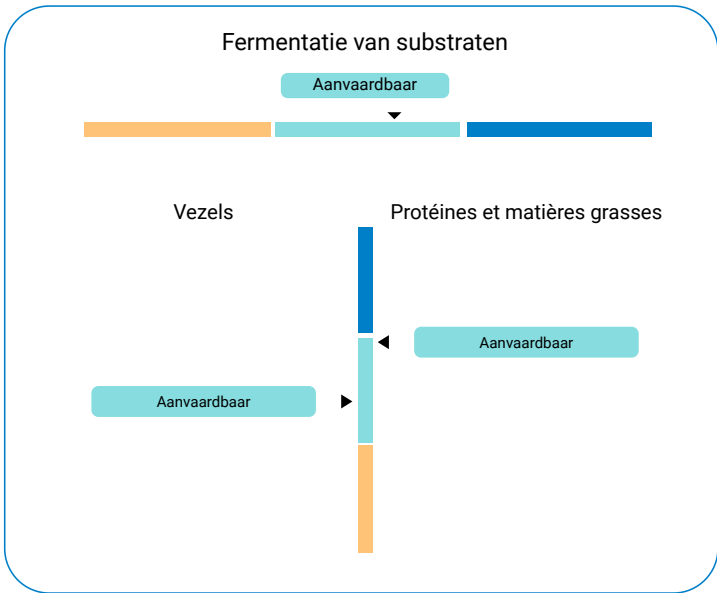 Fermentatie van substraten
Aanvaardbaar
Vezels
Protéines et matières grasses
Aanvaardbaar
Aanvaardbaar